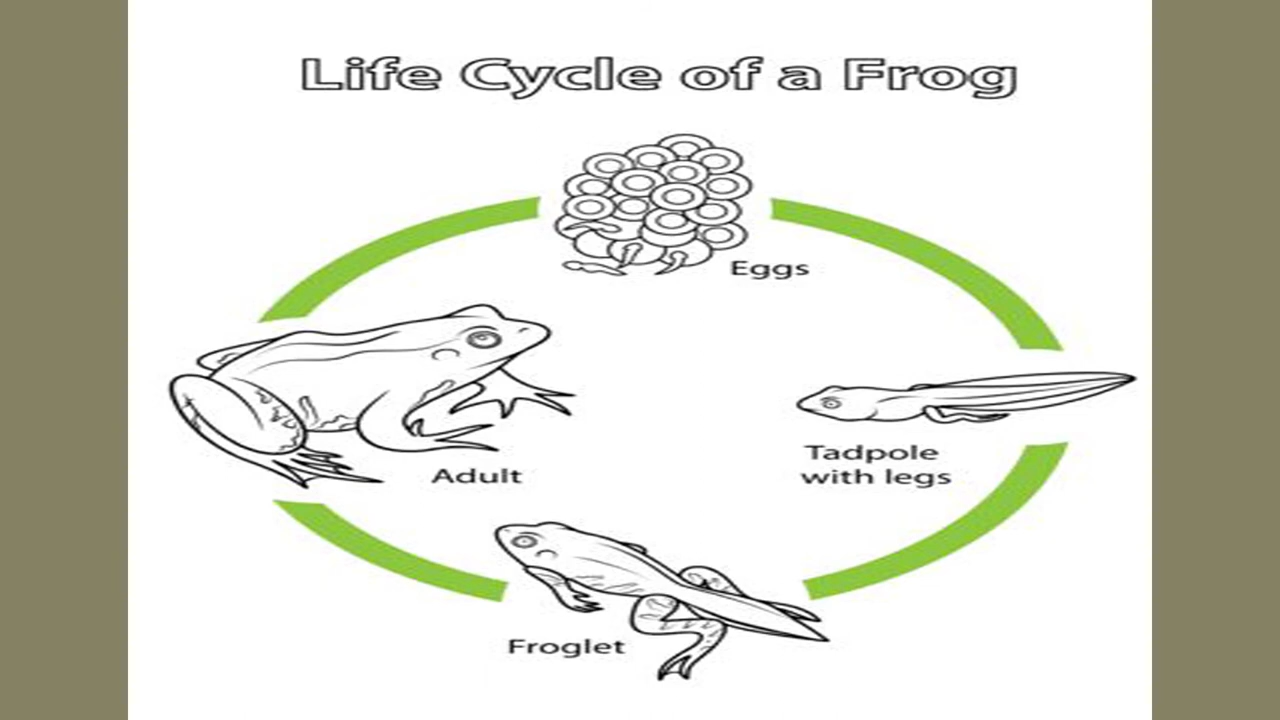 Life Cycle of a Frog
Eggs
Tadpole
with legs
Froglet
Adult